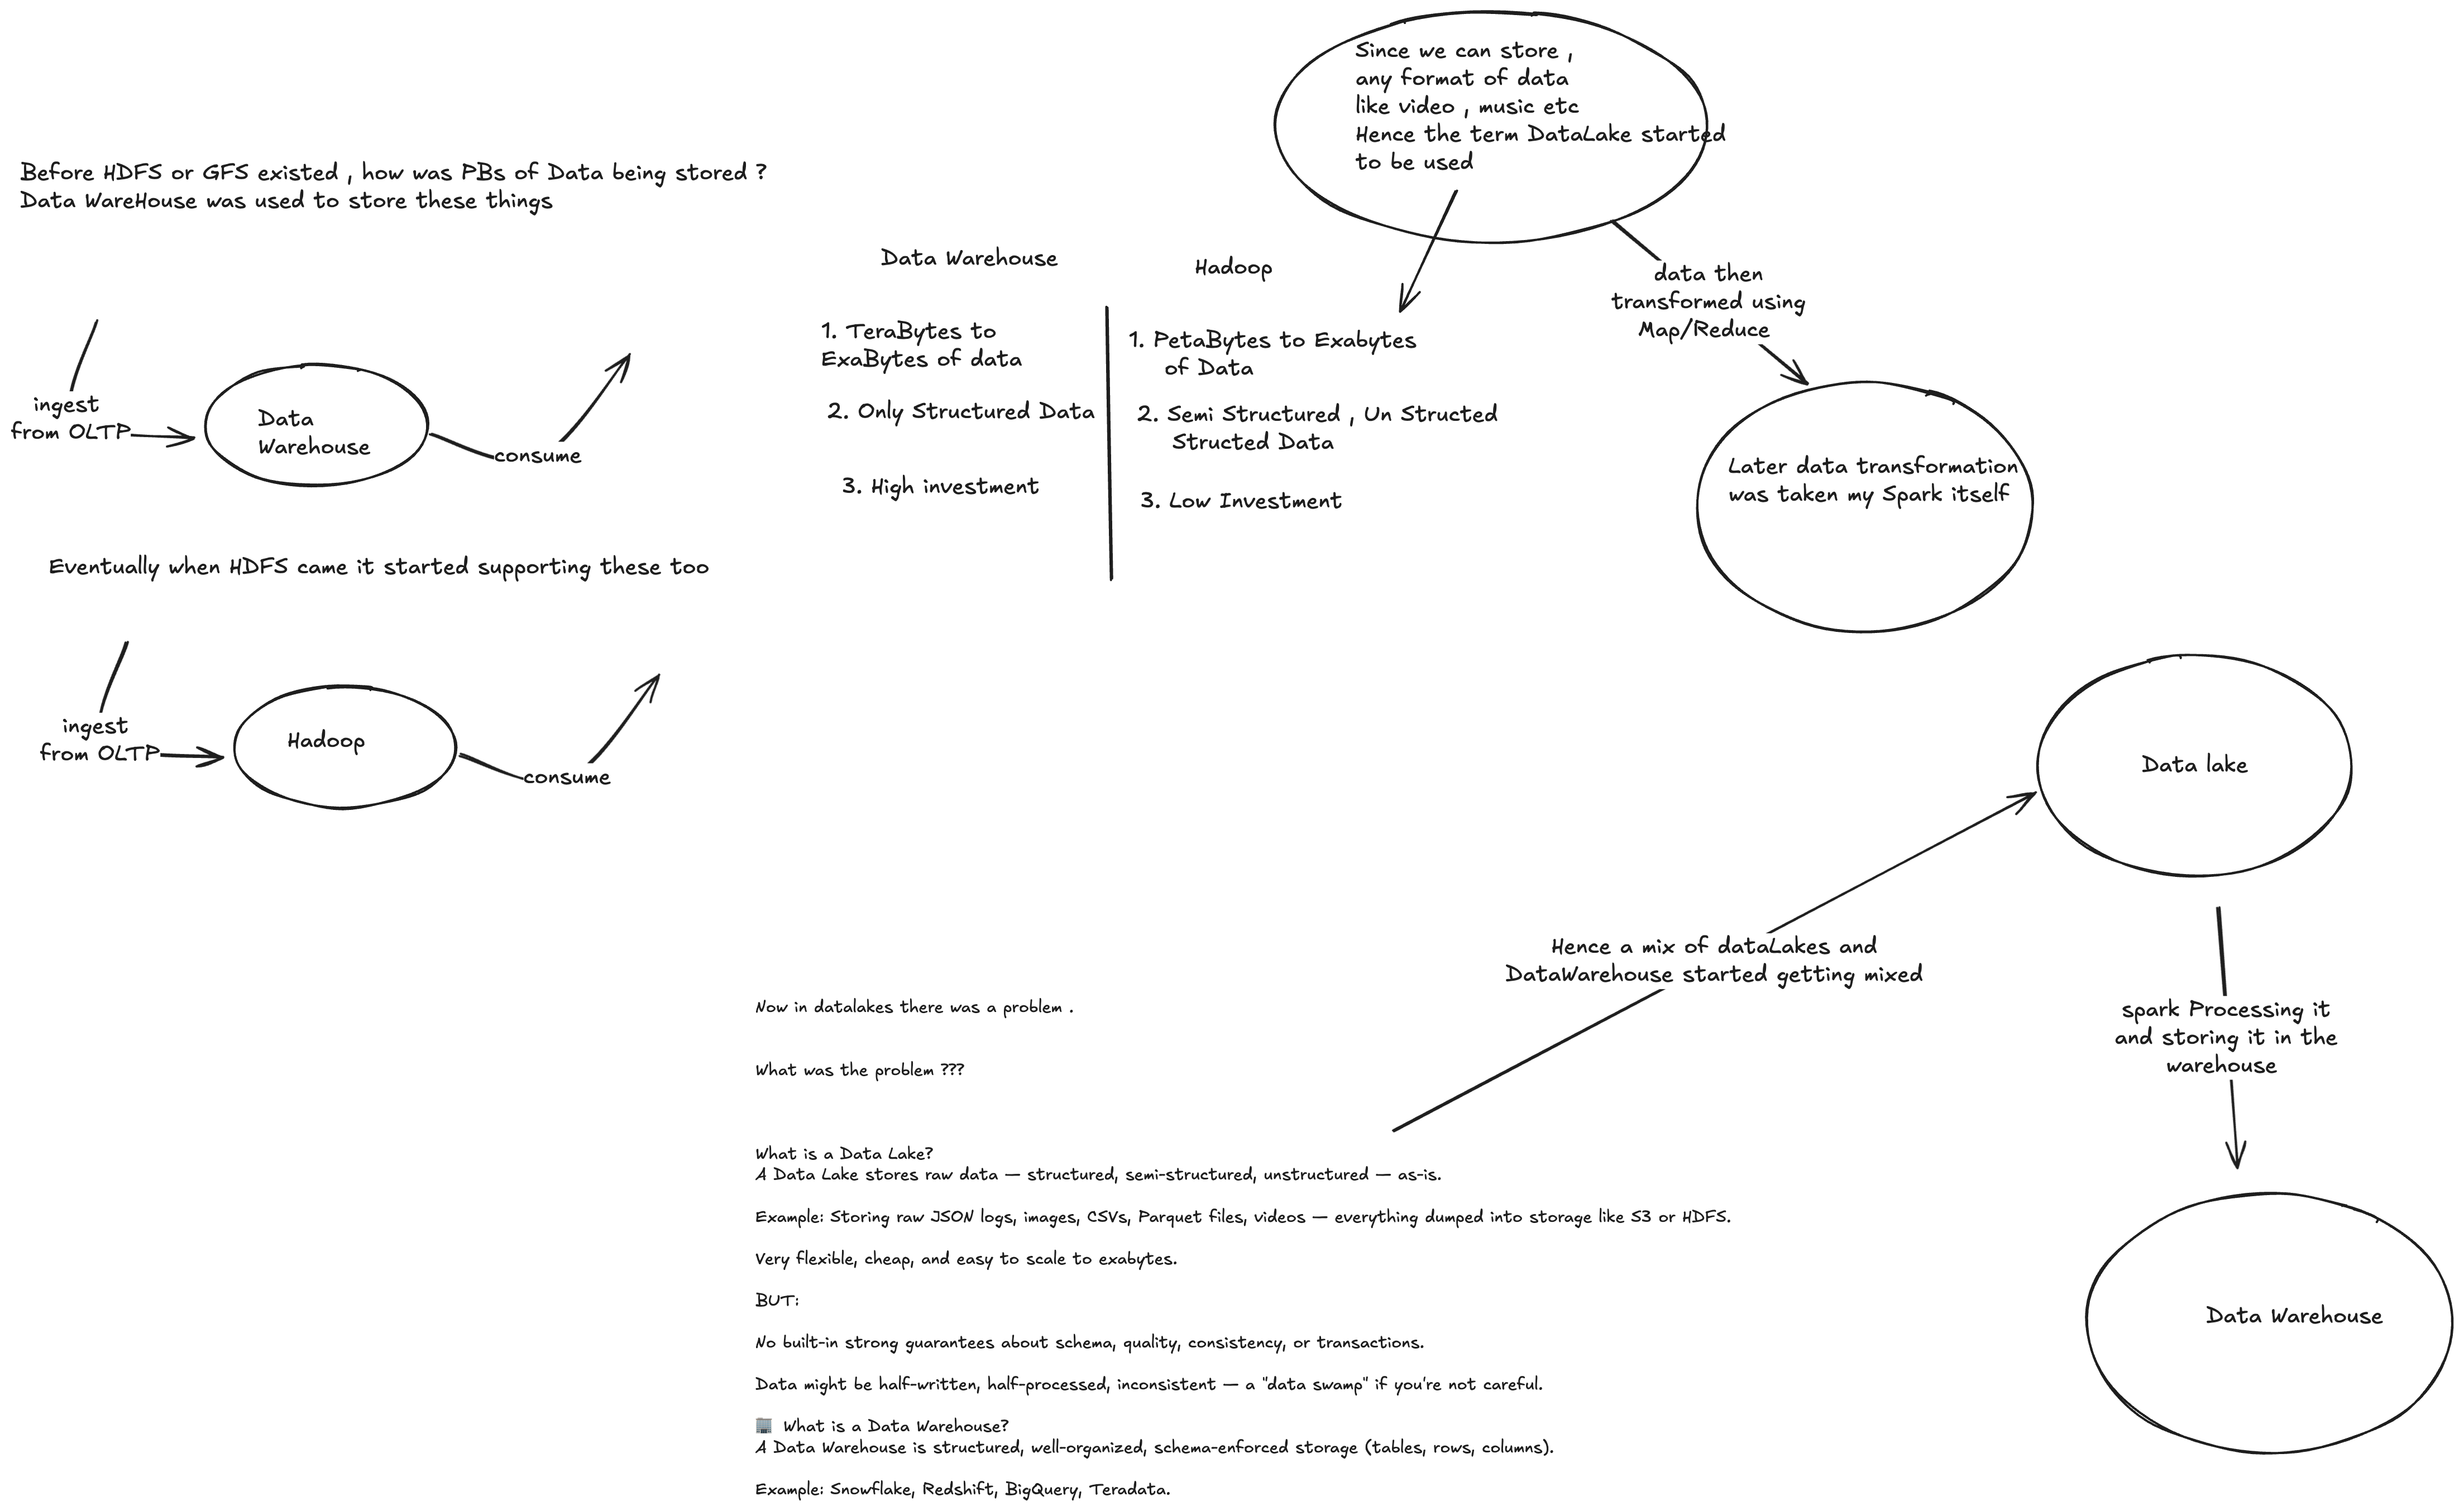 Before HDFS or GFS existed , how was PBs of Data being stored ?
Data WareHouse was used to store these things
ingest
from OLTP
Data
Warehouse
consume
Eventually when HDFS came it started supporting these too
ingest
from OLTP
Hadoop
consume
Data Warehouse
1. TeraBytes to
ExaBytes of data
2. Only Structured Data
3. High investment
Hadoop
1. PetaBytes to Exabytes
of Data
2. Semi Structured , Un Structed
Structed Data
3. Low Investment
Since we can store ,
any format of data
like video , music etc
Hence the term DataLake started
to be used
data then
transformed using
Map/Reduce
Later data transformation
was taken my Spark itself
Now in datalakes there was a problem .
What was the problem ???
What is a Data Lake?
A Data Lake stores raw data — structured, semi-structured, unstructured — as-is.
Example: Storing raw JSON logs, images, CSVs, Parquet files, videos — everything dumped into storage like S3 or HDFS.
Very flexible, cheap, and easy to scale to exabytes.
BUT:
No built-in strong guarantees about schema, quality, consistency, or transactions.
Data might be half-written, half-processed, inconsistent — a "data swamp" if you're not careful.
🏢 What is a Data Warehouse?
A Data Warehouse is structured, well-organized, schema-enforced storage (tables, rows, columns).
Example: Snowflake, Redshift, BigQuery, Teradata.
Hence a mix of dataLakes and
DataWarehouse started getting mixed
Data lake
spark Processing it
and storing it in the
warehouse
Data Warehouse